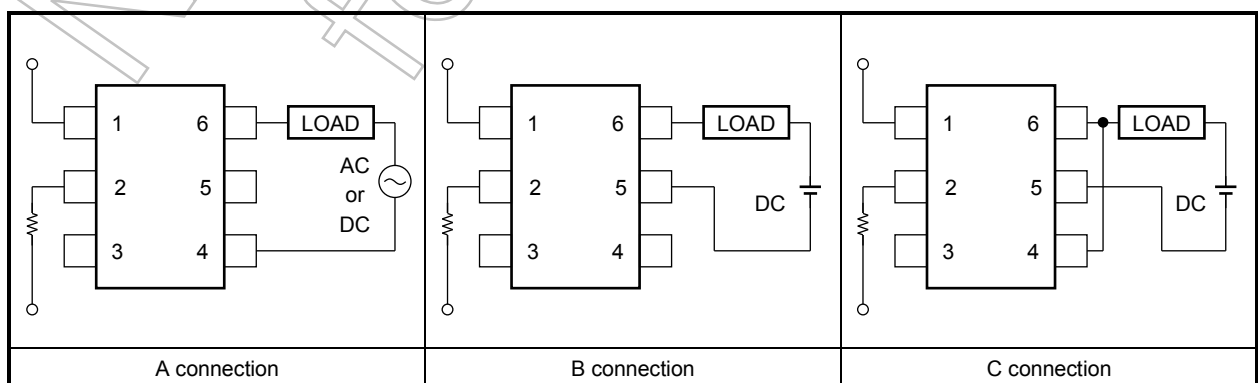 1 6 LOAD
AC
or
DC
2 5
3 4
A connection
1 6 LOAD
2 5 DC
3 4
B connection
1 6 LOAD
2 5 DC
3 4
C connection